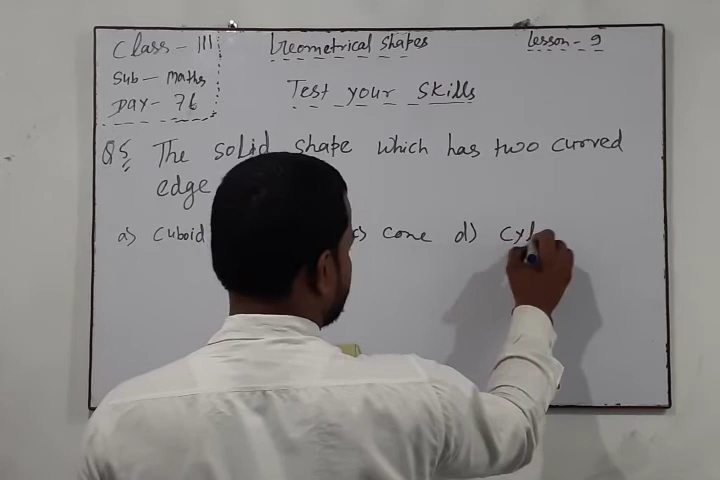 Class - III
Geometrical Shapes
Lesson - 9
Sub - Maths
Day - 76
Test your Skills
Q5 The solid shape which has two curved
edge
a) cuboid c) cone d) cyl